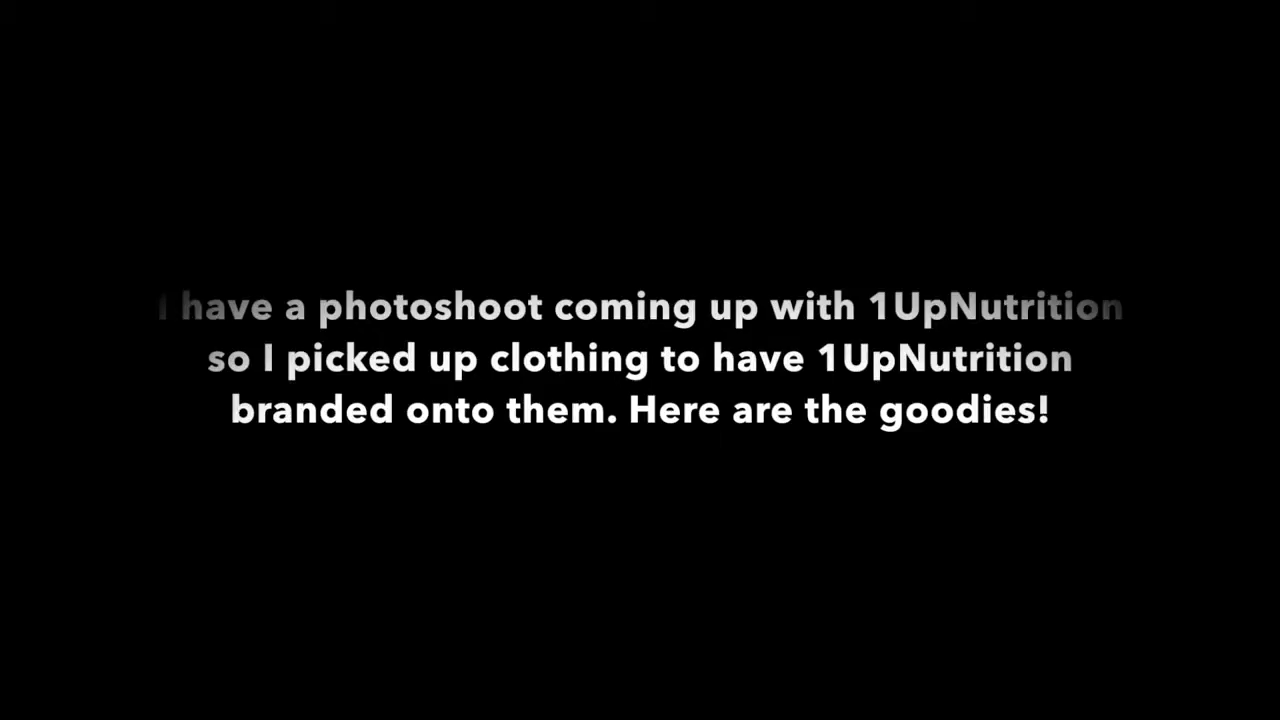 I have a photoshoot coming up with 1UpNutrition
so I picked up clothing to have 1UpNutrition
branded onto them. Here are the goodies!